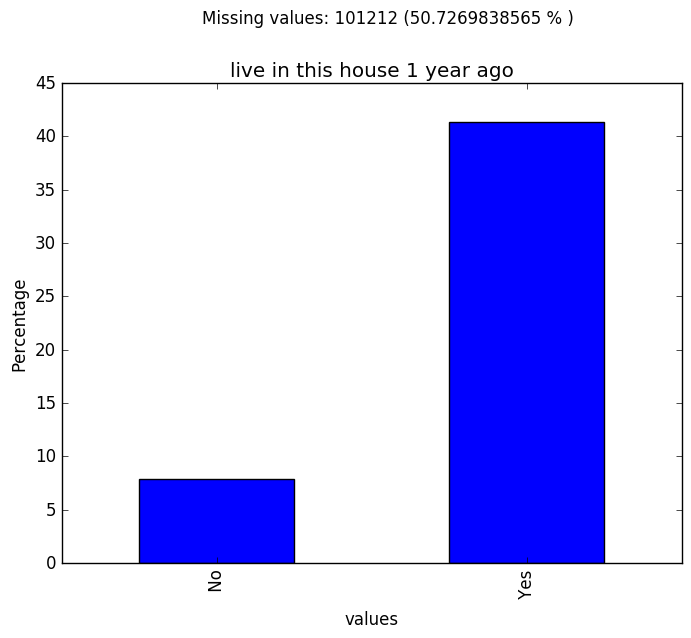 Missing values: 101212 (50.7269838565 % )
live in this house 1 year ago
45
40
35
30
25
20
15
10
5
0
Percentage
No
Yes
values